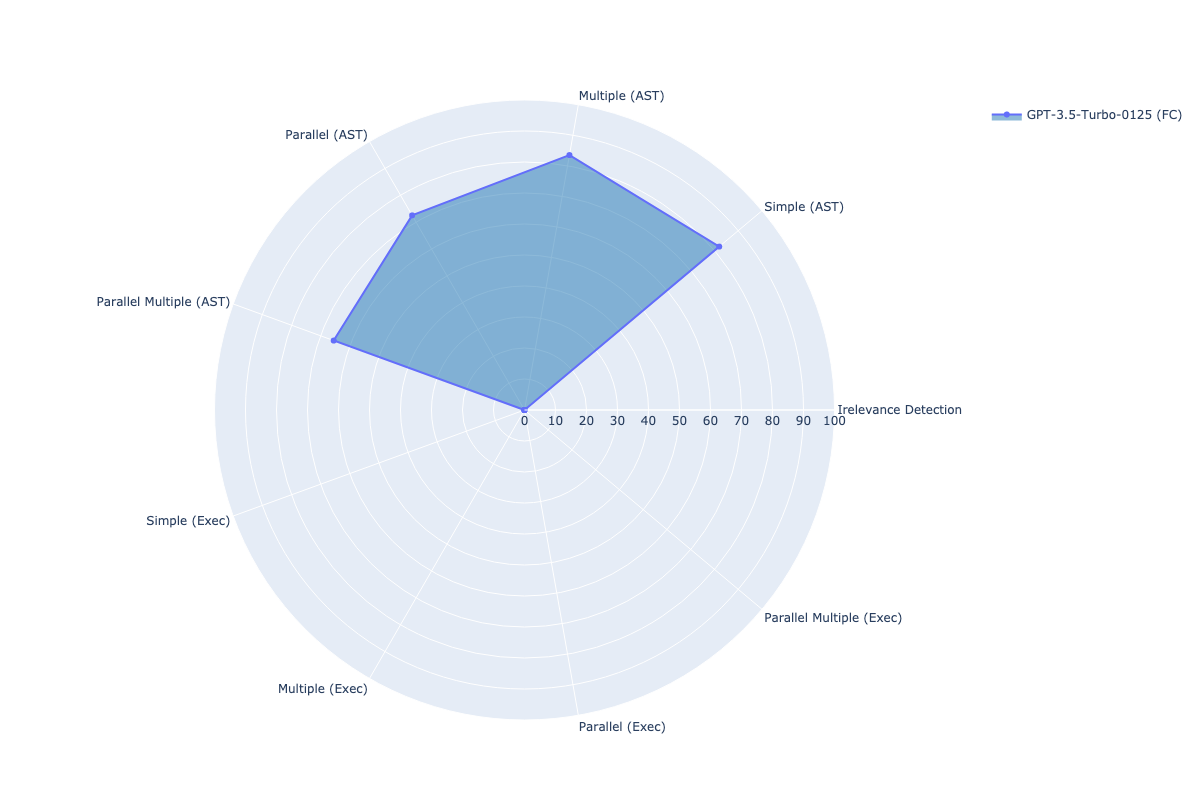 Multiple (AST)
GPT-3.5-Turbo-0125 (FC)
Parallel (AST)
Simple (AST)
Parallel Multiple (AST)
Irelevance Detection
0 10 20 30 40 50 60 70 80 90 100
Simple (Exec)
Parallel Multiple (Exec)
Multiple (Exec)
Parallel (Exec)